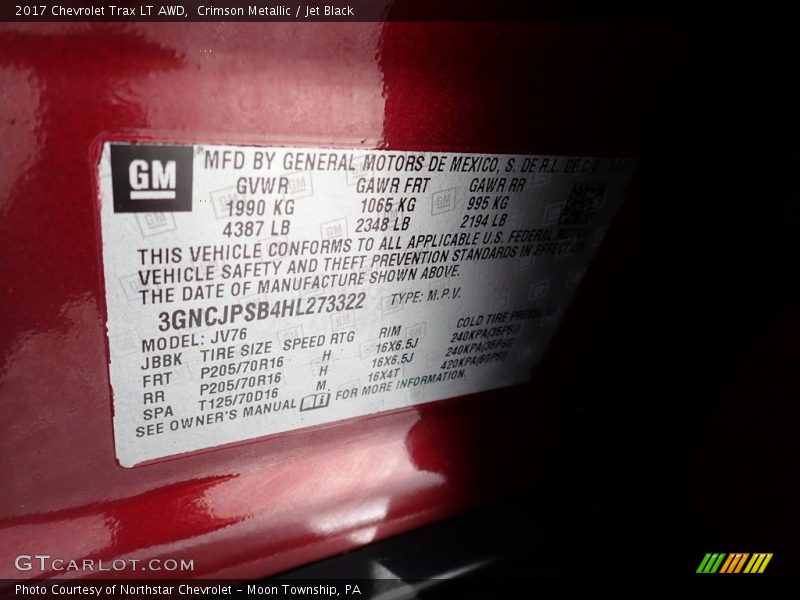 2017 Chevrolet Trax LT AWD, Crimson Metallic / Jet Black
GM
MFD BY GENERAL MOTORS DE MEXICO, S. DE R.L. DE C.V.
GVWR GAWR FRT GAWR RR
1990 KG 1065 KG 995 KG
4387 LB 2348 LB 2194 LB
THIS VEHICLE CONFORMS TO ALL APPLICABLE U.S. FEDERAL MOTOR
VEHICLE SAFETY AND THEFT PREVENTION STANDARDS IN EFFECT ON
THE DATE OF MANUFACTURE SHOWN ABOVE.
3GNCJPSB4HL273322 TYPE: M.P.V.
MODEL: JV76
JBBK TIRE SIZE SPEED RTG RIM COLD TIRE PRESSURE
FRT P205/70R16 H 16X6.5J 240KPA(35PSI)
RR P205/70R16 H 16X6.5J 240KPA(35PSI)
SPA T125/70D16 M 16X4T 420KPA(60PSI)
SEE OWNER'S MANUAL FOR MORE INFORMATION.
GTCARLOT.COM
Photo Courtesy of Northstar Chevrolet - Moon Township, PA